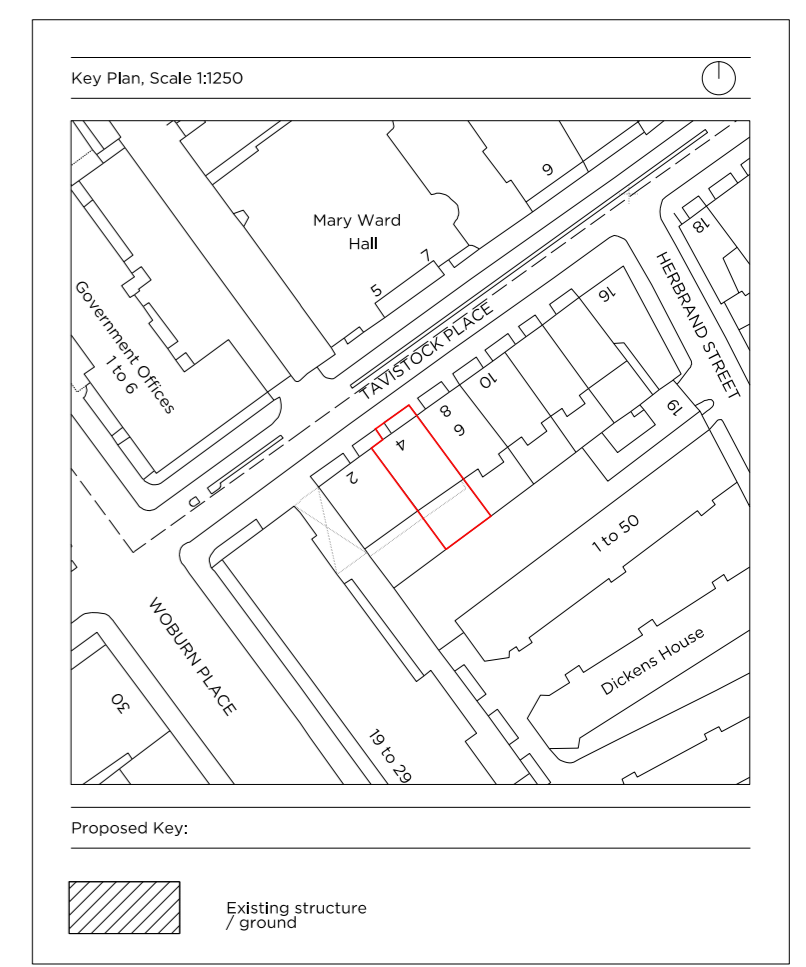 Key Plan, Scale 1:1250
9
Mary Ward
Hall
18
7
5
HERBRAND STREET
Government Offices
1 to 6
16
TAVISTOCK PLACE
10
8
6
19
4
2
1 to 50
WOBURN PLACE
Dickens House
30
19 to 29
Proposed Key:
Existing structure
/ ground